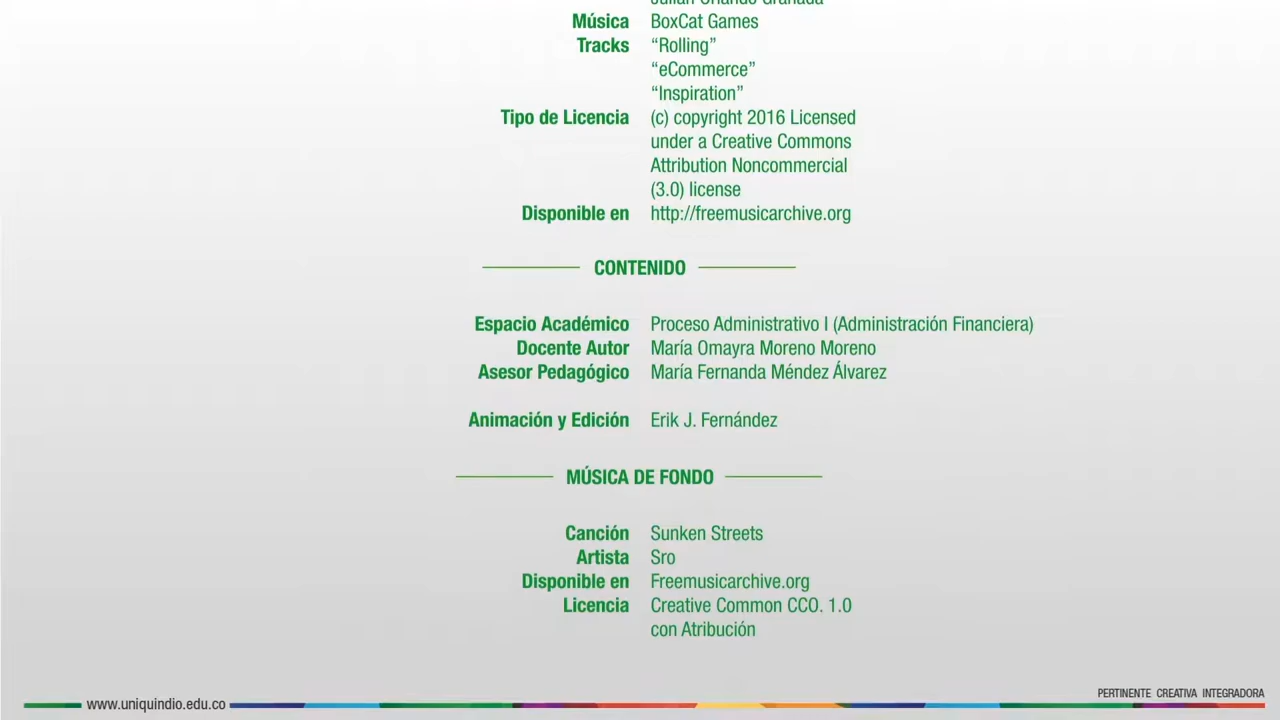 Julián Orlando Granada
Música BoxCat Games
Tracks “Rolling”
“eCommerce”
“Inspiration”
Tipo de Licencia (c) copyright 2016 Licensed
under a Creative Commons
Attribution Noncommercial
(3.0) license
Disponible en http://freemusicarchive.org
CONTENIDO
Espacio Académico Proceso Administrativo I (Administración Financiera)
Docente Autor María Omayra Moreno Moreno
Asesor Pedagógico María Fernanda Méndez Álvarez
Animación y Edición Erik J. Fernández
MÚSICA DE FONDO
Canción Sunken Streets
Artista Sro
Disponible en Freemusicarchive.org
Licencia Creative Common CCO. 1.0
con Atribución
PERTINENTE CREATIVA INTEGRADORA
www.uniquindio.edu.co